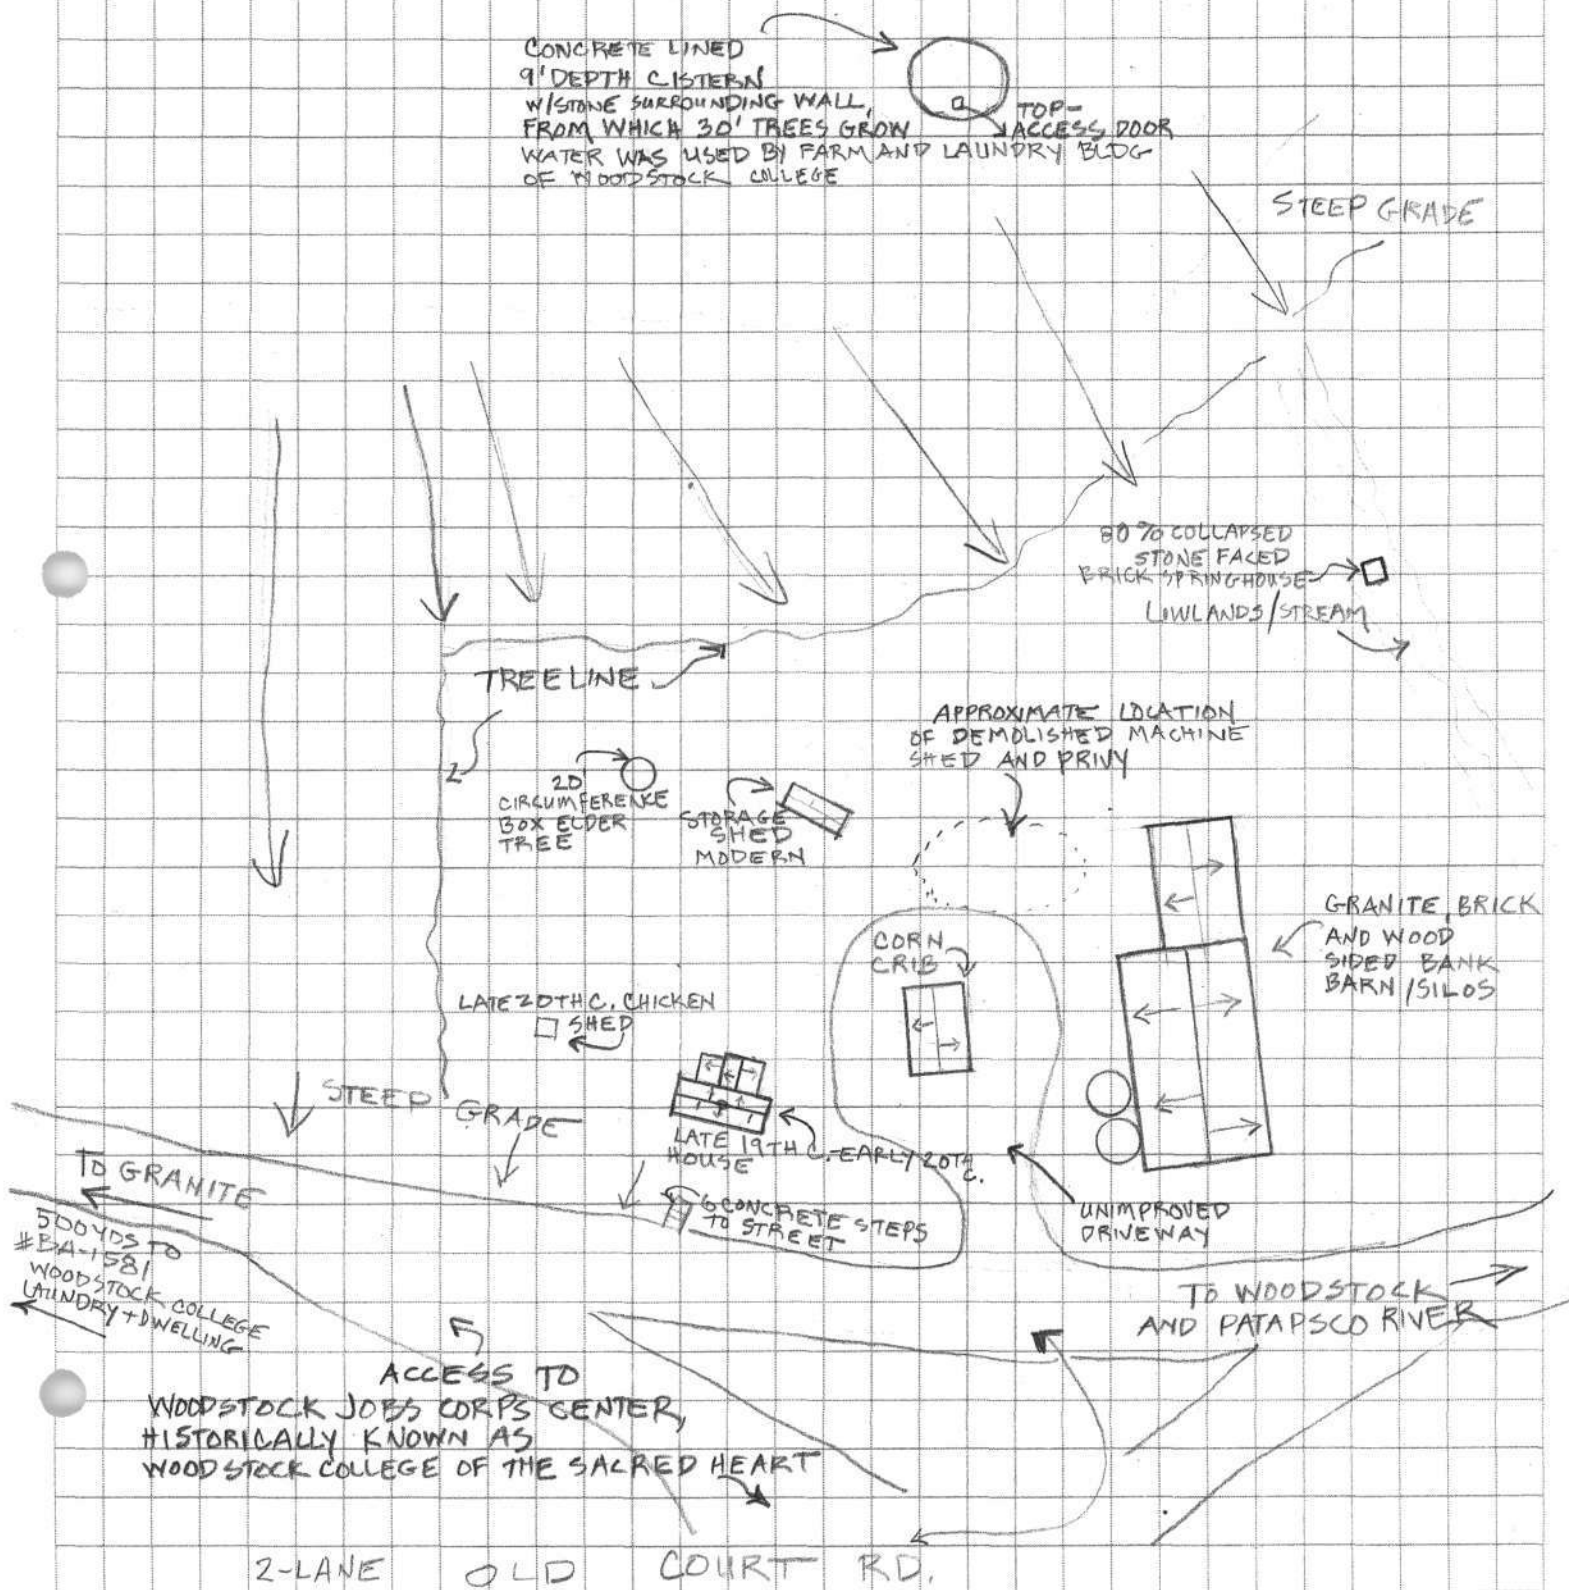 CONCRETE LINED
9' DEPTH CISTERN
W/STONE SURROUNDING WALL,
FROM WHICH 30' TREES GROW
WATER WAS USED BY FARM AND LAUNDRY BLDG
OF WOODSTOCK COLLEGE
TOP-
ACCESS DOOR
STEEP GRADE
80% COLLAPSED
STONE FACED
BRICK SPRINGHOUSE
LOWLANDS/STREAM
TREELINE
APPROXIMATE LOCATION
OF DEMOLISHED MACHINE
SHED AND PRIVY
20
CIRCUMFERENCE
BOX ELDER
TREE
STORAGE
SHED
MODERN
GRANITE, BRICK
AND WOOD
SIDED BANK
BARN/SILOS
CORN
CRIB
LATE 20TH C. CHICKEN
SHED
STEEP GRADE
LATE 19TH C.-EARLY 20TH C.
HOUSE
6 CONCRETE STEPS
TO STREET
UNIMPROVED
DRIVEWAY
TO GRANITE
500 YDS TO
#BA-1581
WOODSTOCK COLLEGE
LAUNDRY + DWELLING
TO WOODSTOCK
AND PATAPSCO RIVER
ACCESS TO
WOODSTOCK JOBS CORPS CENTER,
HISTORICALLY KNOWN AS
WOODSTOCK COLLEGE OF THE SACRED HEART
2-LANE OLD COURT RD.